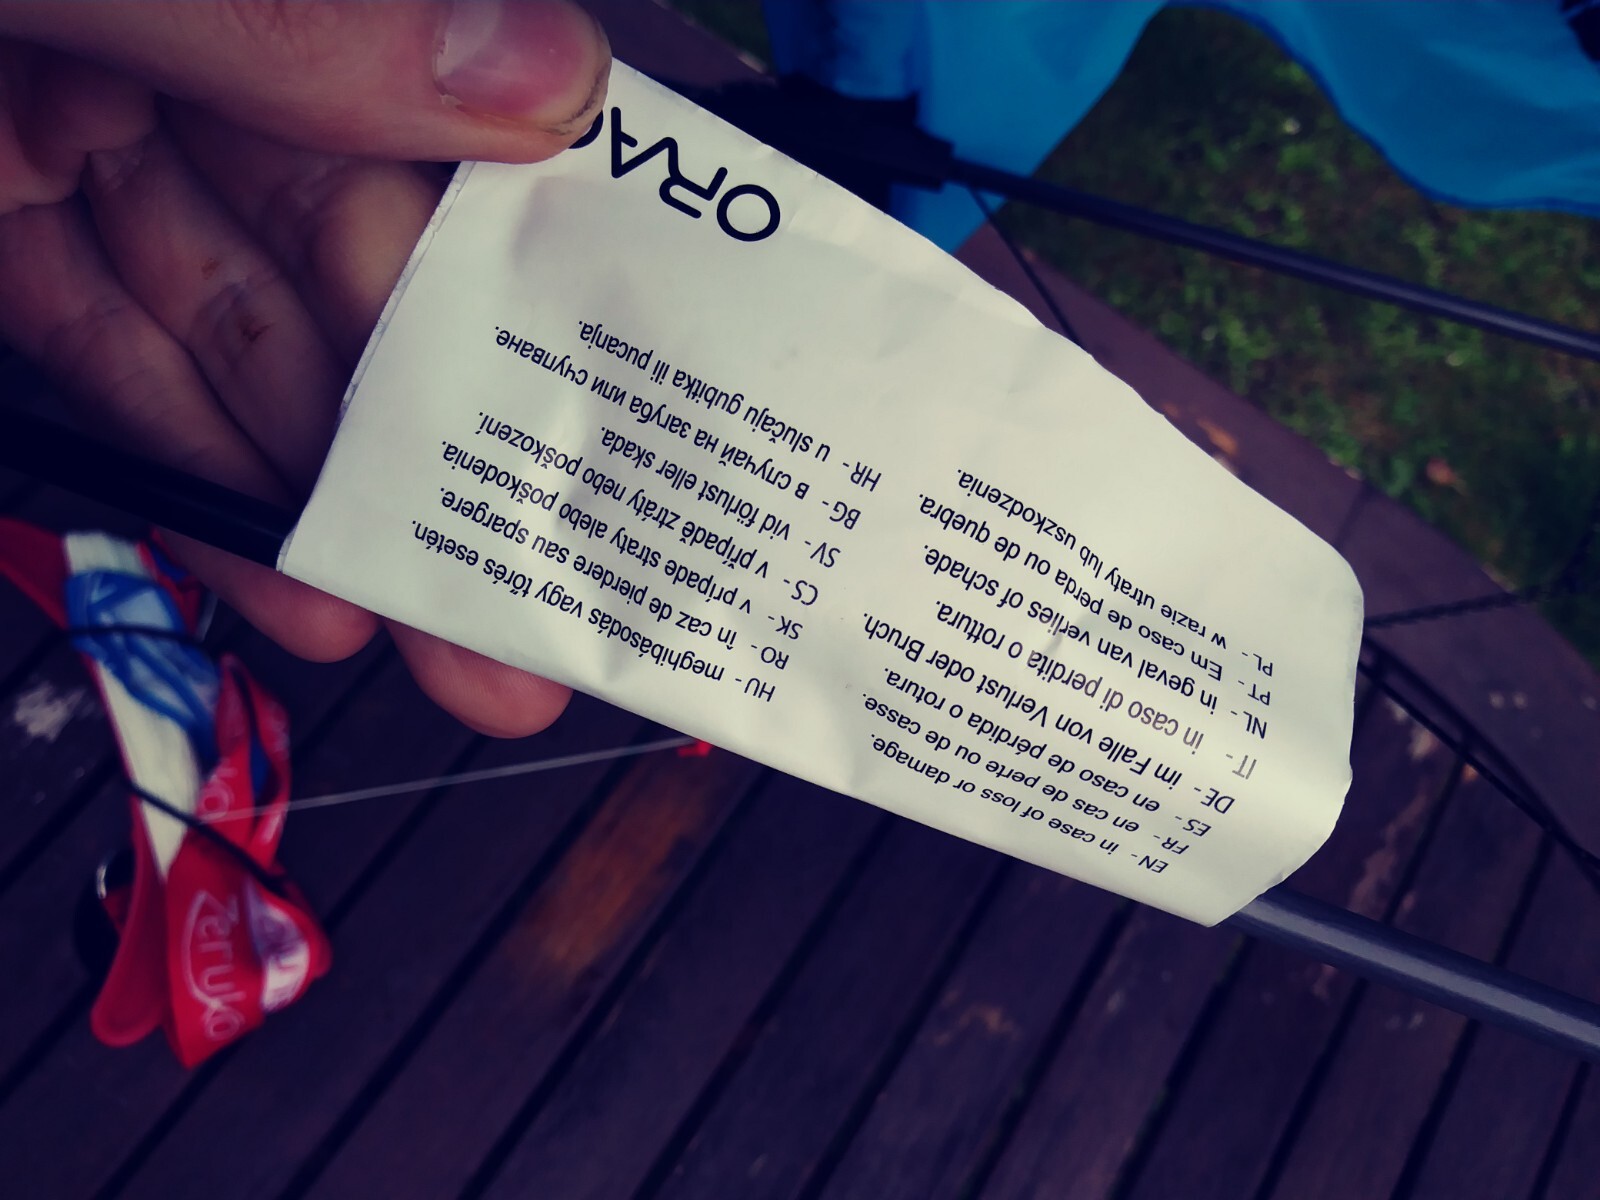 EN - in case of loss or damage.
FR - en cas de perte ou de casse
ES - en caso de pérdida o rotura.
DE - im Falle von Verlust oder Bruch.
IT - in caso di perdita o rottura.
NL - in geval van verlies of schade.
PT - Em caso de perda ou de quebra.
PL - w razie utraty lub uszkodzenia.
HU - meghibásodás vagy törés esetén.
RO - în caz de pierdere sau spargere.
SK - v prípade straty alebo poškodenia.
CS - v případě ztráty nebo poškození.
SV - vid förlust eller skada.
BG - в случай на загуба или счупване.
HR - u slučaju gubitka ili pucanja.